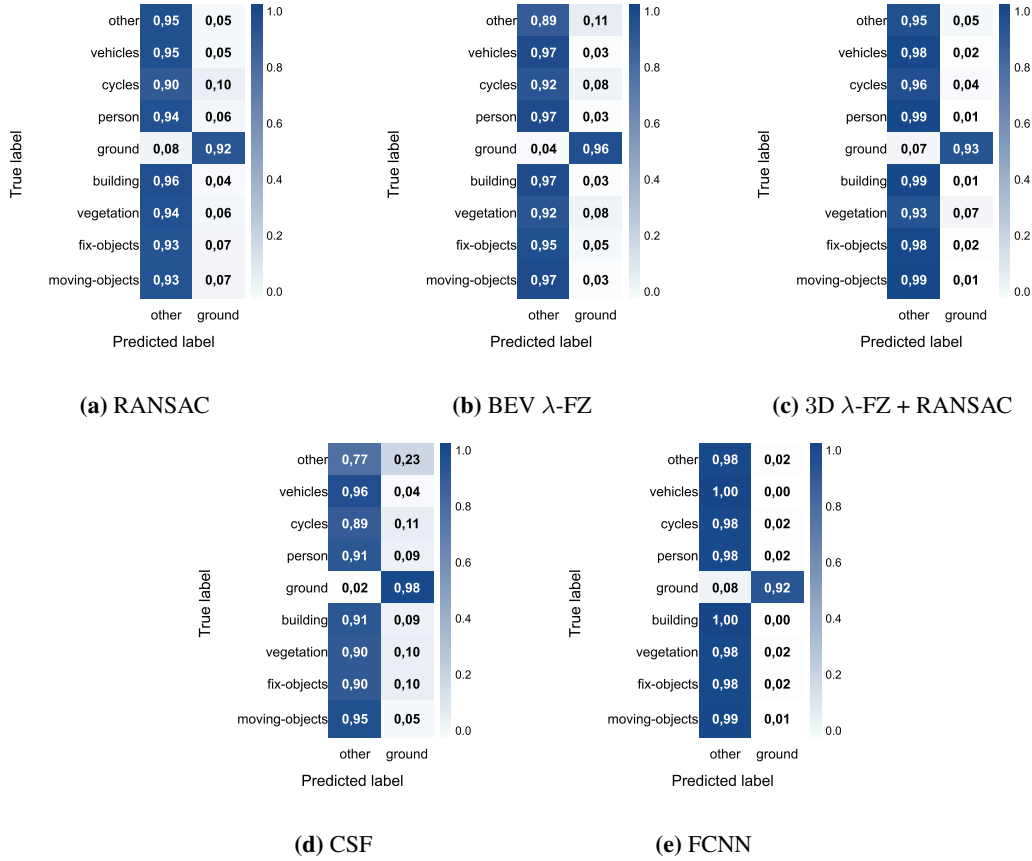 other 0,95 0,05
vehicles 0,95 0,05
cycles 0,90 0,10
person 0,94 0,06
ground 0,08 0,92
building 0,96 0,04
vegetation 0,94 0,06
fix-objects 0,93 0,07
moving-objects 0,93 0,07
other ground
Predicted label
True label
1.0
0.8
0.6
0.4
0.2
0.0
(a) RANSAC
other 0,89 0,11
vehicles 0,97 0,03
cycles 0,92 0,08
person 0,97 0,03
ground 0,04 0,96
building 0,97 0,03
vegetation 0,92 0,08
fix-objects 0,95 0,05
moving-objects 0,97 0,03
other ground
Predicted label
True label
1.0
0.8
0.6
0.4
0.2
0.0
(b) BEV λ-FZ
other 0,95 0,05
vehicles 0,98 0,02
cycles 0,96 0,04
person 0,99 0,01
ground 0,07 0,93
building 0,99 0,01
vegetation 0,93 0,07
fix-objects 0,98 0,02
moving-objects 0,99 0,01
other ground
Predicted label
True label
1.0
0.8
0.6
0.4
0.2
0.0
(c) 3D λ-FZ + RANSAC
other 0,77 0,23
vehicles 0,96 0,04
cycles 0,89 0,11
person 0,91 0,09
ground 0,02 0,98
building 0,91 0,09
vegetation 0,90 0,10
fix-objects 0,90 0,10
moving-objects 0,95 0,05
other ground
Predicted label
True label
1.0
0.8
0.6
0.4
0.2
0.0
(d) CSF
other 0,98 0,02
vehicles 1,00 0,00
cycles 0,98 0,02
person 0,98 0,02
ground 0,08 0,92
building 1,00 0,00
vegetation 0,98 0,02
fix-objects 0,98 0,02
moving-objects 0,99 0,01
other ground
Predicted label
True label
1.0
0.8
0.6
0.4
0.2
0.0
(e) FCNN